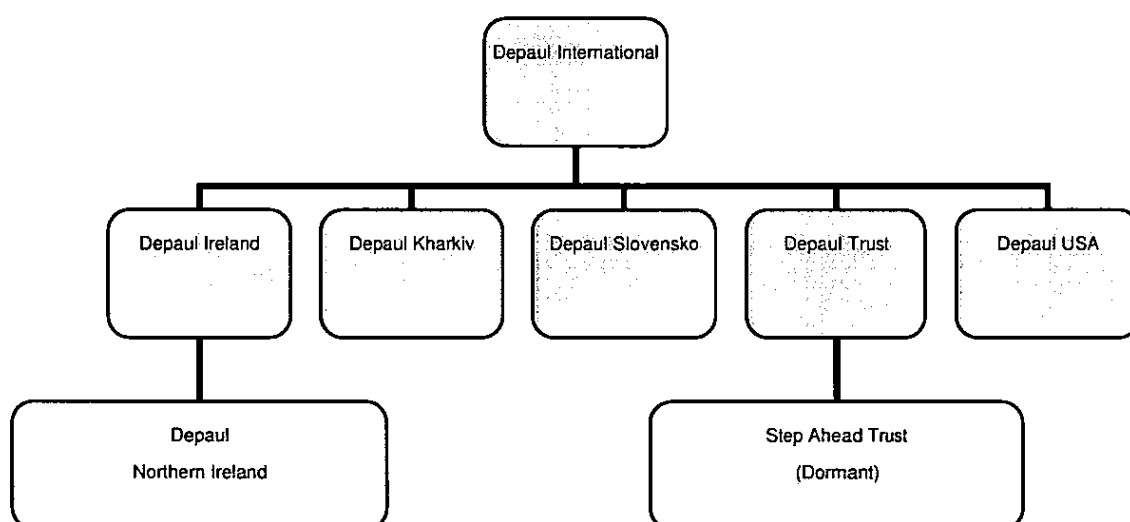 Depaul International
Depaul Ireland
Depaul Kharkiv
Depaul Slovensko
Depaul Trust
Depaul USA
Depaul
Northern Ireland
Step Ahead Trust
(Dormant)